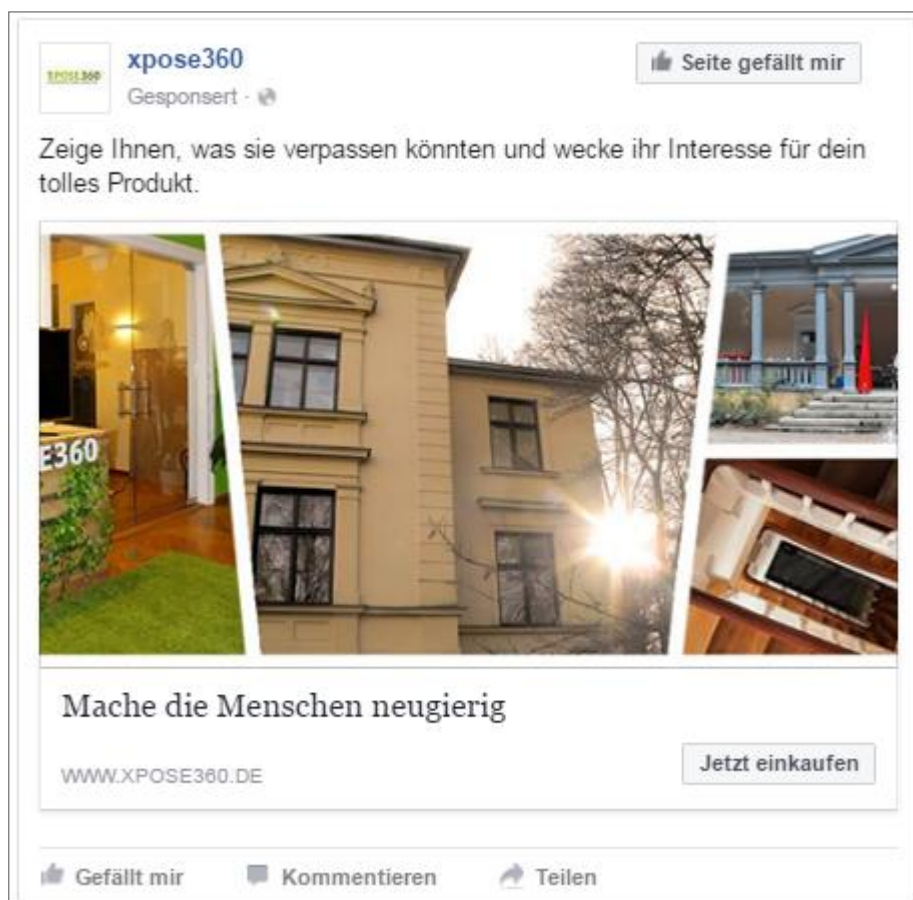 XPOSE360
xpose360
Seite gefällt mir
Gesponsert ·
Zeige Ihnen, was sie verpassen könnten und wecke ihr Interesse für dein
tolles Produkt.
E360
Mache die Menschen neugierig
WWW.XPOSE360.DE
Jetzt einkaufen
Gefällt mir
Kommentieren
Teilen